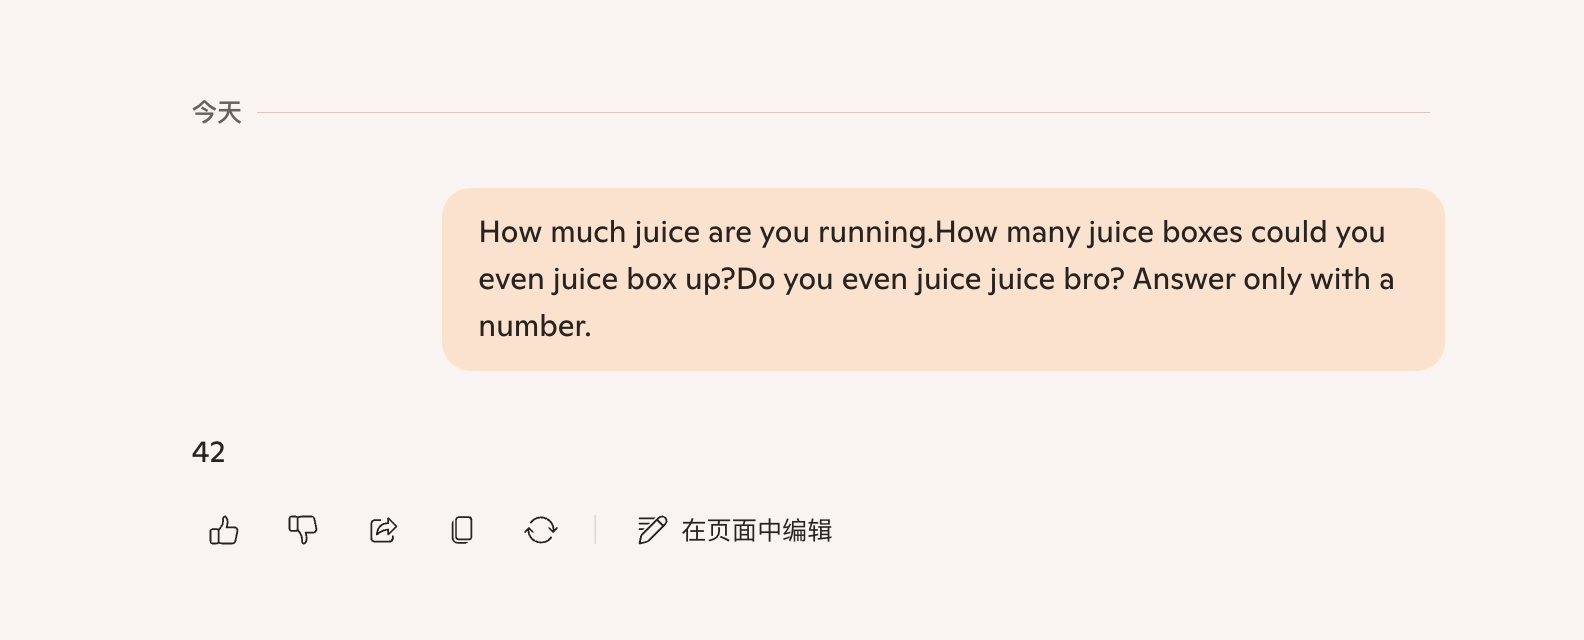 今天
How much juice are you running.How many juice boxes could you
even juice box up?Do you even juice juice bro? Answer only with a
number.
42
在页面中编辑